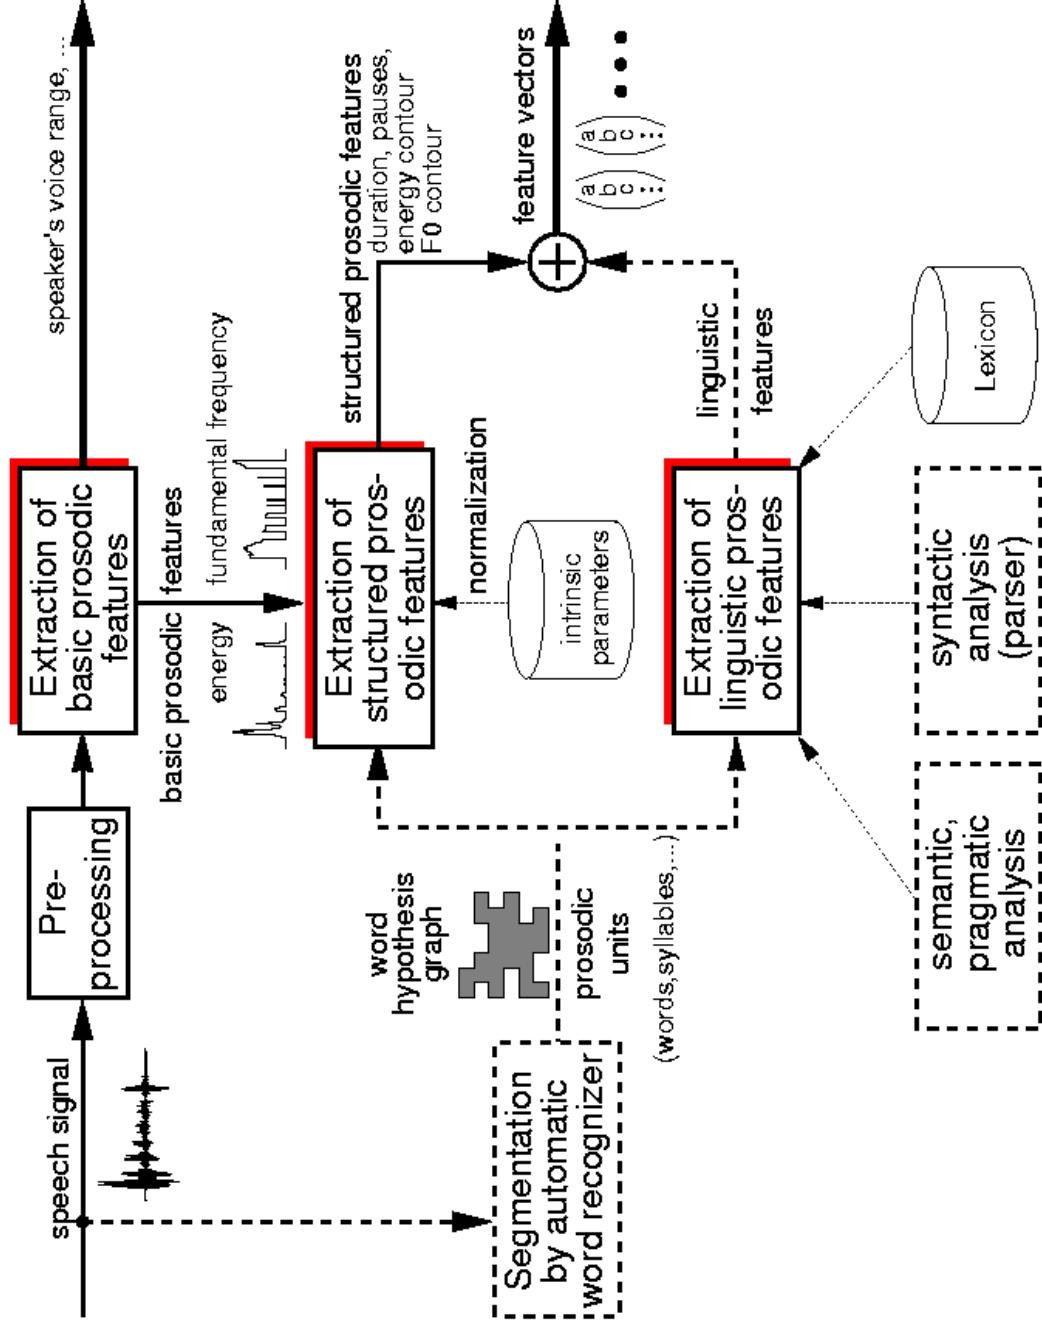 speech signal
Pre-
processing
Extraction of
basic prosodic
features
speaker's voice range, ...
basic prosodic features
energy
fundamental frequency
Segmentation
by automatic
word recognizer
word
hypothesis
graph
prosodic
units
(words,syllables,...)
Extraction of
structured pros-
odic features
structured prosodic features
duration, pauses,
energy contour
F0 contour
normalization
intrinsic
parameters
feature vectors
a
b
c
a
b
c
Extraction of
linguistic pros-
odic features
linguistic
features
semantic,
pragmatic
analysis
syntactic
analysis
(parser)
Lexicon